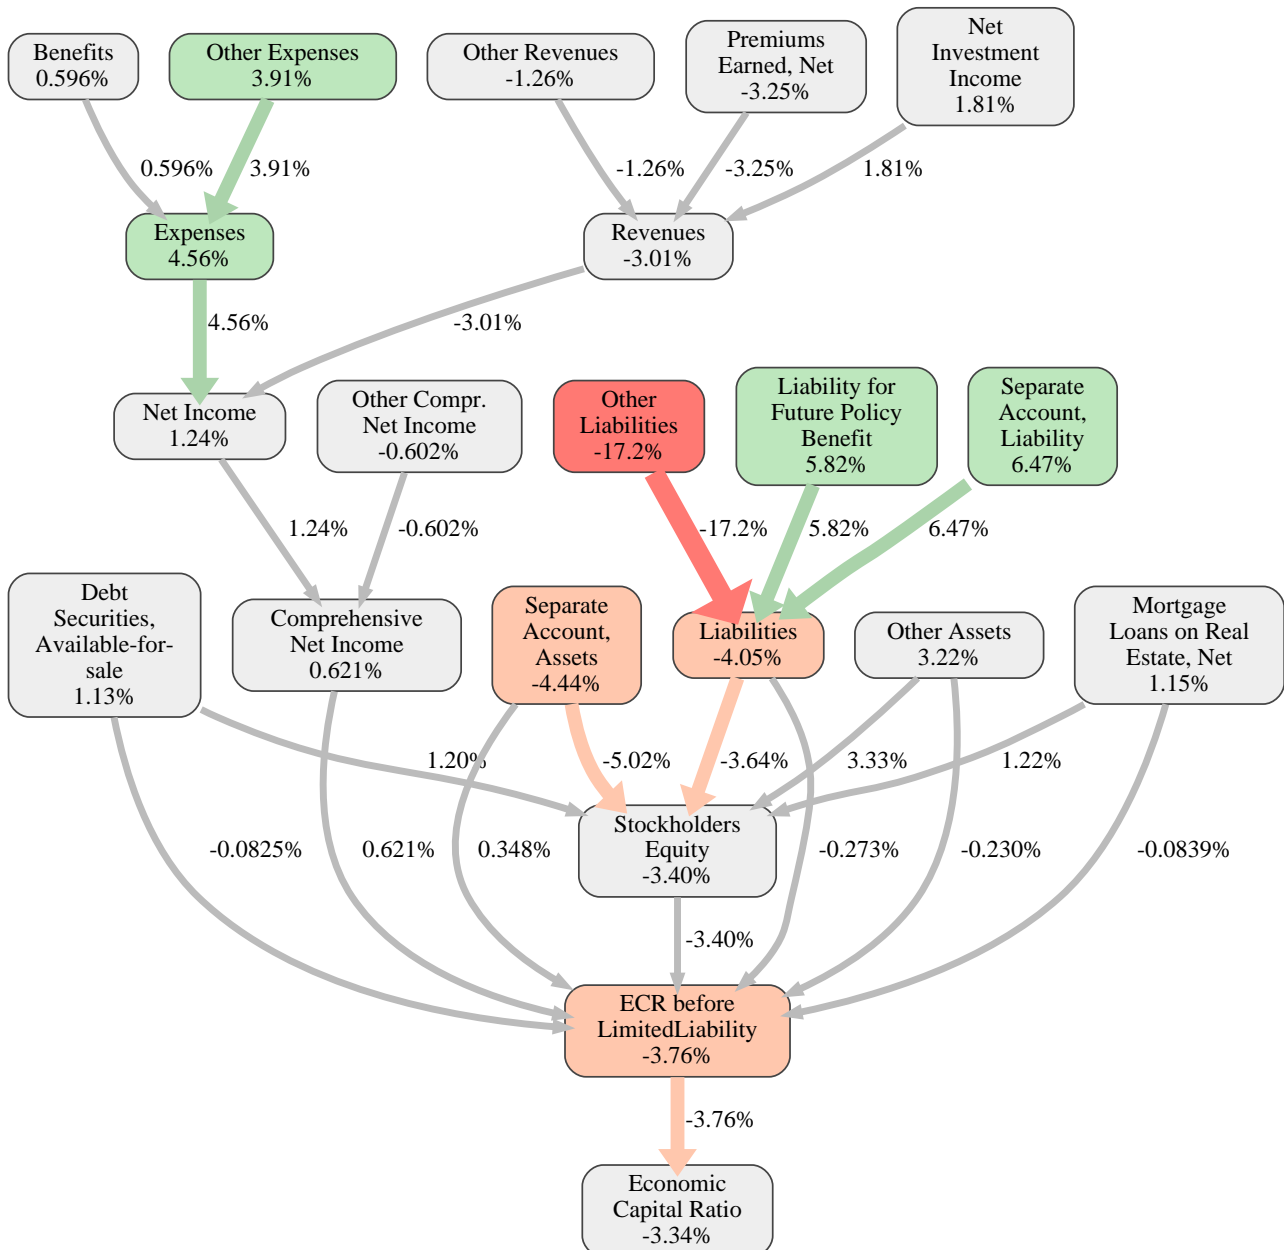 Benefits
0.596%
Other Expenses
3.91%
Other Revenues
-1.26%
Premiums
Earned, Net
-3.25%
Net
Investment
Income
1.81%
0.596%
3.91%
-1.26%
-3.25%
1.81%
Expenses
4.56%
Revenues
-3.01%
4.56%
-3.01%
Net Income
1.24%
Other Compr.
Net Income
-0.602%
Other
Liabilities
-17.2%
Liability for
Future Policy
Benefit
5.82%
Separate
Account,
Liability
6.47%
1.24%
-0.602%
-17.2%
5.82%
6.47%
Debt
Securities,
Available-for-
sale
1.13%
Comprehensive
Net Income
0.621%
Separate
Account,
Assets
-4.44%
Liabilities
-4.05%
Other Assets
3.22%
Mortgage
Loans on Real
Estate, Net
1.15%
1.20%
-5.02%
-3.64%
3.33%
1.22%
-0.0825%
0.621%
0.348%
Stockholders
Equity
-3.40%
-0.273%
-0.230%
-0.0839%
-3.40%
ECR before
LimitedLiability
-3.76%
-3.76%
Economic
Capital Ratio
-3.34%